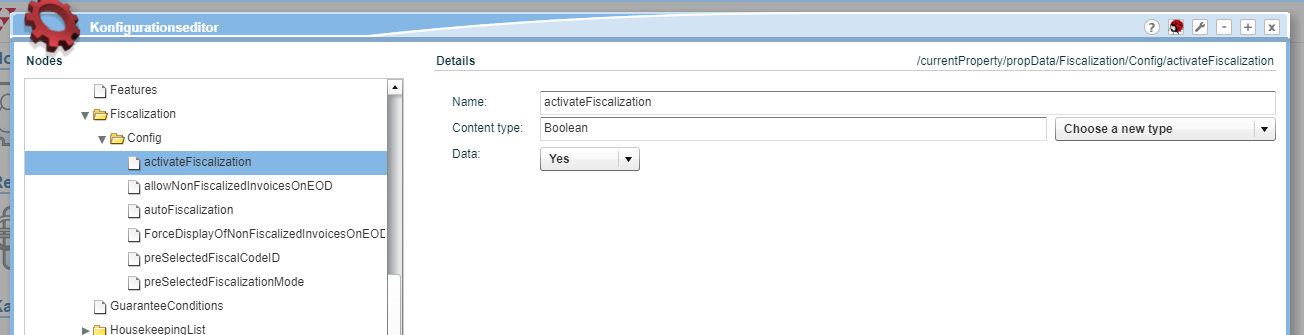 Konfigurationseditor
?
-
+
x
Nodes
Features
Fiscalization
Config
activateFiscalization
allowNonFiscalizedInvoicesOnEOD
autoFiscalization
ForceDisplayOfNonFiscalizedInvoicesOnEOD
preSelectedFiscalCodeID
preSelectedFiscalizationMode
GuaranteeConditions
HousekeepingList
Details
/currentProperty/propData/Fiscalization/Config/activateFiscalization
Name: activateFiscalization
Content type: Boolean Choose a new type
Data: Yes